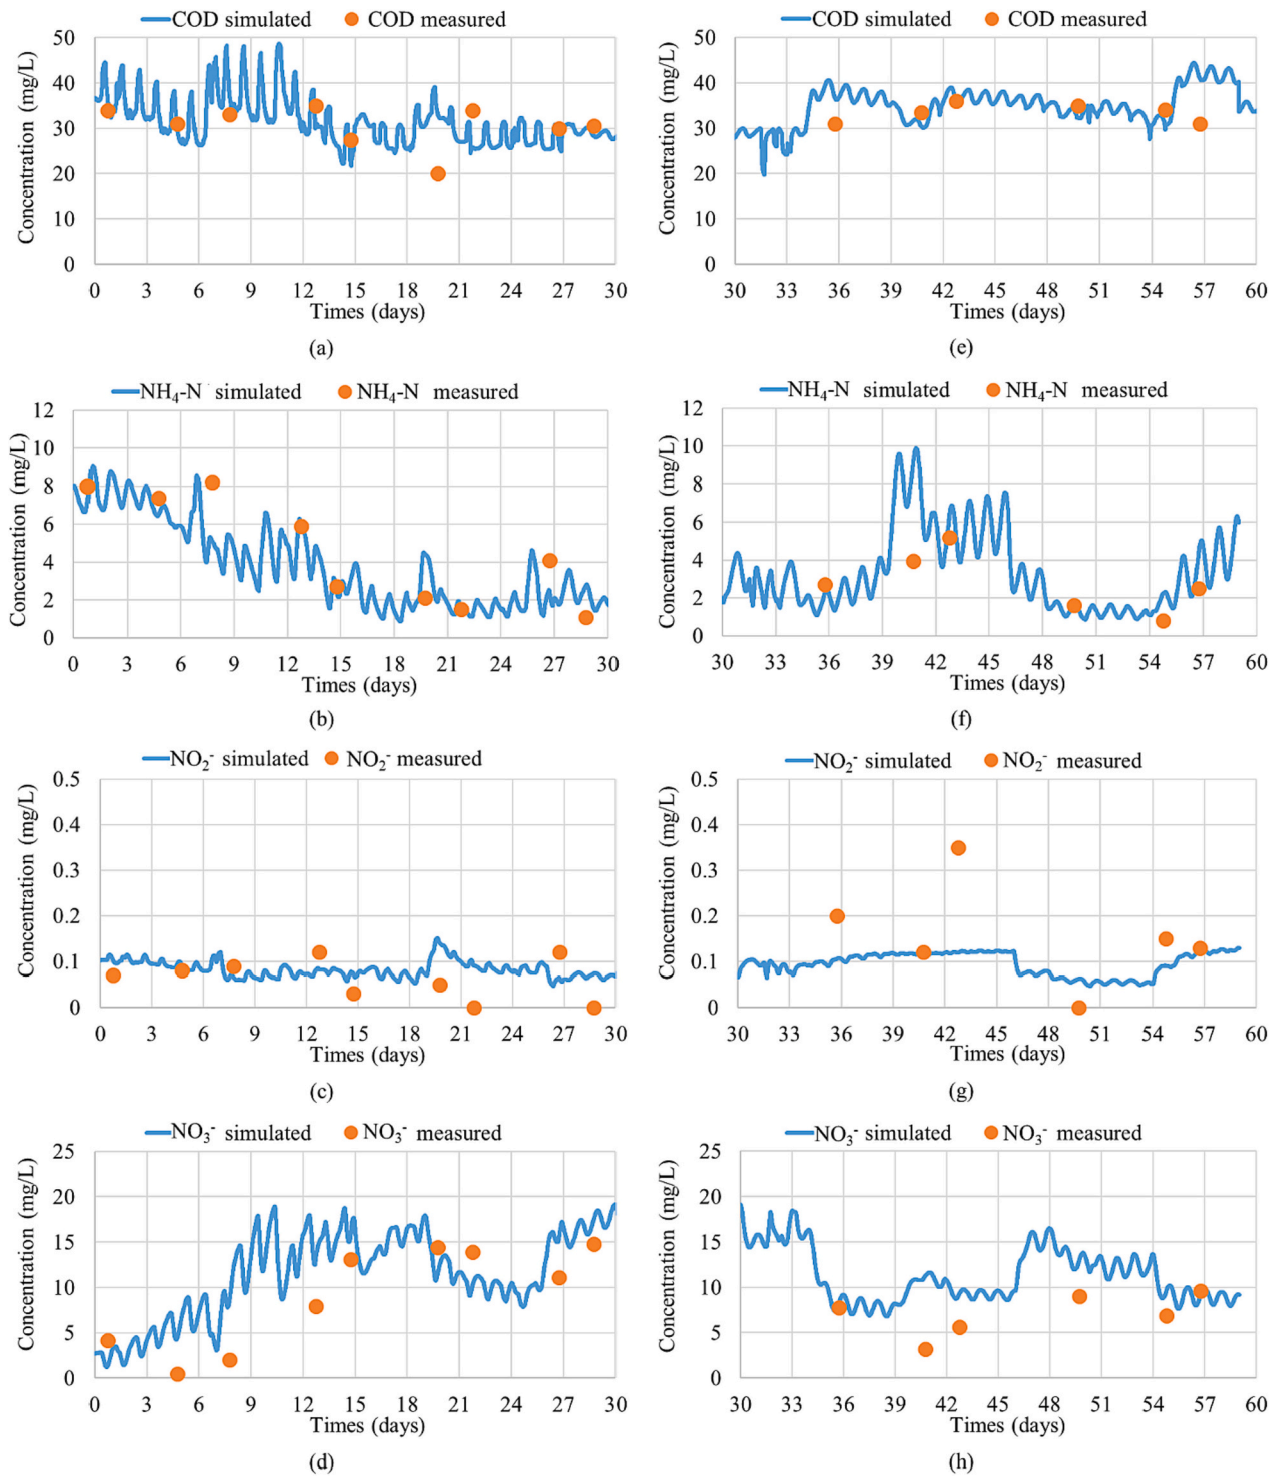 COD simulated COD measured
Concentration (mg/L)
50
40
30
20
10
0
0 3 6 9 12 15 18 21 24 27 30
Times (days)
(a)
COD simulated COD measured
Concentration (mg/L)
50
40
30
20
10
0
30 33 36 39 42 45 48 51 54 57 60
Times (days)
(e)
NH₄-N simulated NH₄-N measured
Concentration (mg/L)
12
10
8
6
4
2
0
0 3 6 9 12 15 18 21 24 27 30
Times (days)
(b)
NH₄-N simulated NH₄-N measured
Concentration (mg/L)
12
10
8
6
4
2
0
30 33 36 39 42 45 48 51 54 57 60
Times (days)
(f)
NO₂⁻ simulated NO₂⁻ measured
Concentration (mg/L)
0.5
0.4
0.3
0.2
0.1
0
0 3 6 9 12 15 18 21 24 27 30
Times (days)
(c)
NO₂⁻ simulated NO₂⁻ measured
Concentration (mg/L)
0.5
0.4
0.3
0.2
0.1
0
30 33 36 39 42 45 48 51 54 57 60
Times (days)
(g)
NO₃⁻ simulated NO₃⁻ measured
Concentration (mg/L)
25
20
15
10
5
0
0 3 6 9 12 15 18 21 24 27 30
Times (days)
(d)
NO₃⁻ simulated NO₃⁻ measured
Concentration (mg/L)
25
20
15
10
5
0
30 33 36 39 42 45 48 51 54 57 60
Times (days)
(h)